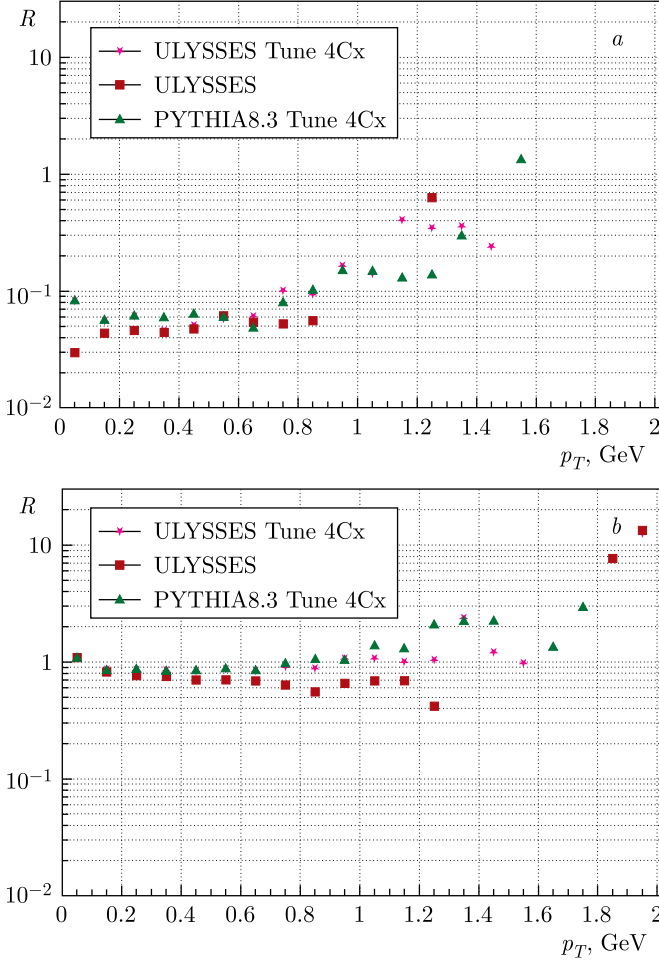 R
a
ULYSSES Tune 4Cx
ULYSSES
PYTHIA8.3 Tune 4Cx
10
1
10⁻¹
10⁻²
0 0.2 0.4 0.6 0.8 1 1.2 1.4 1.6 1.8 2
p_T, GeV
R
b
ULYSSES Tune 4Cx
ULYSSES
PYTHIA8.3 Tune 4Cx
10
1
10⁻¹
10⁻²
0 0.2 0.4 0.6 0.8 1 1.2 1.4 1.6 1.8 2
p_T, GeV